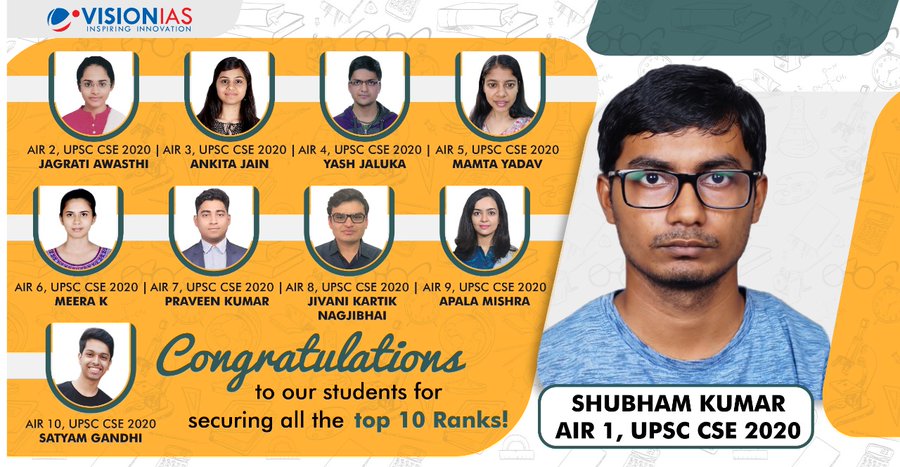 VISIONIAS
INSPIRING INNOVATION
AIR 2, UPSC CSE 2020 | AIR 3, UPSC CSE 2020 | AIR 4, UPSC CSE 2020 | AIR 5, UPSC CSE 2020
JAGRATI AWASTHI ANKITA JAIN YASH JALUKA MAMTA YADAV
AIR 6, UPSC CSE 2020 | AIR 7, UPSC CSE 2020 | AIR 8, UPSC CSE 2020 | AIR 9, UPSC CSE 2020
MEERA K PRAVEEN KUMAR JIVANI KARTIK APALA MISHRA
NAGJIBHAI
AIR 10, UPSC CSE 2020
SATYAM GANDHI
Congratulations
to our students for
securing all the top 10 Ranks!
SHUBHAM KUMAR
AIR 1, UPSC CSE 2020